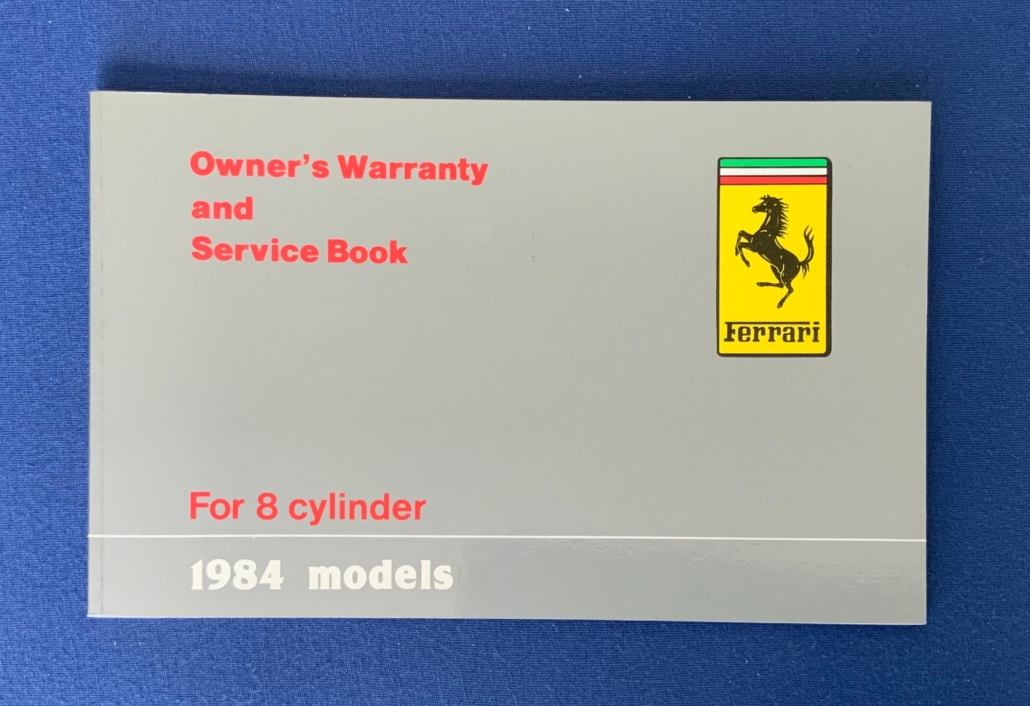 Owner's Warranty
and
Service Book
Ferrari
For 8 cylinder
1984 models